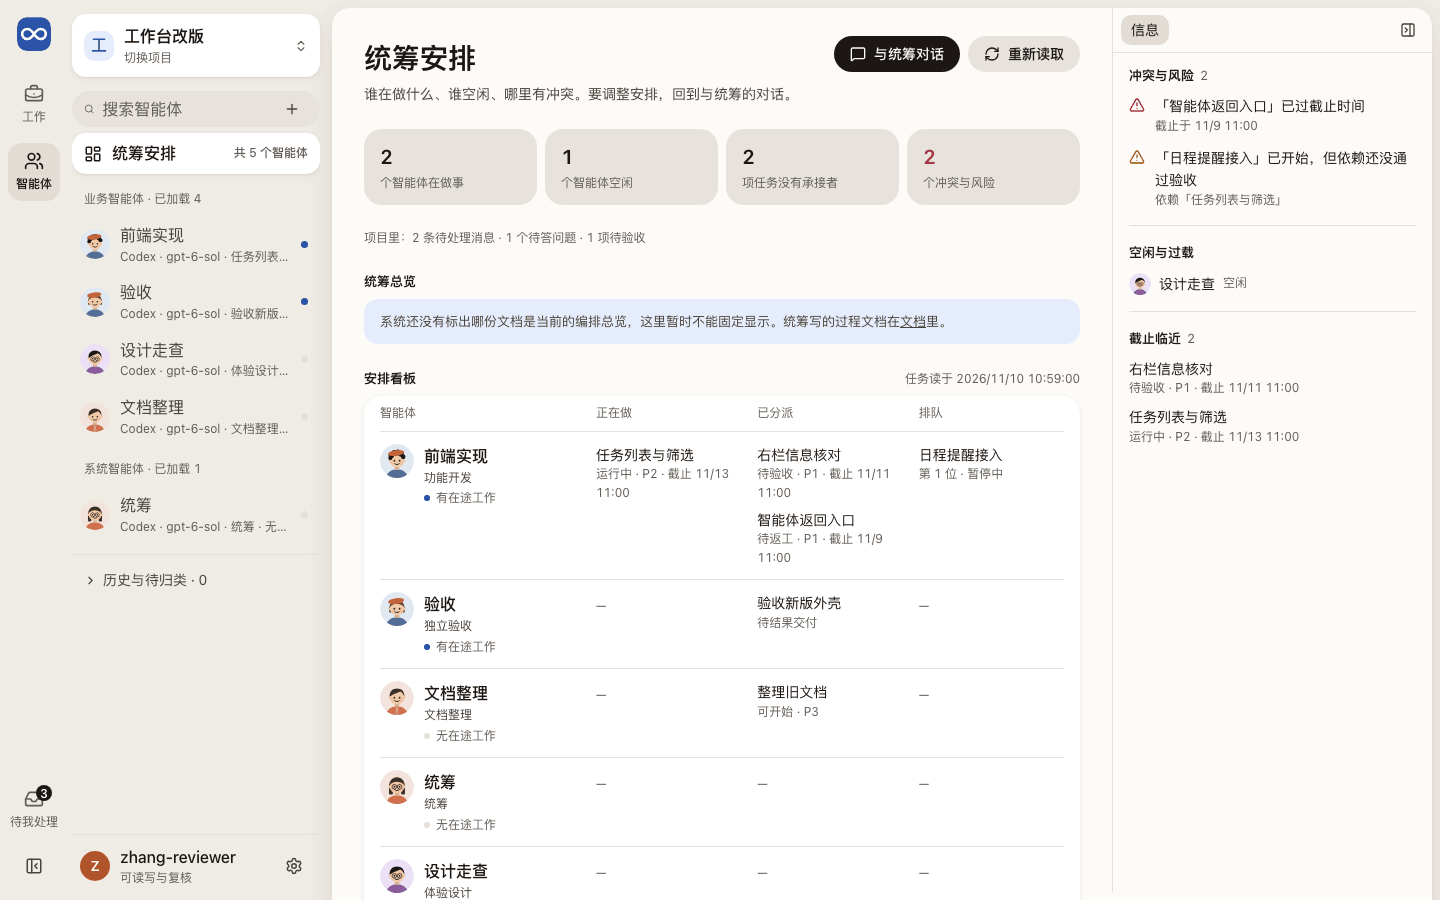 工作
智能体
待我处理
3
工
工作台改版
切换项目
搜索智能体
统筹安排
共 5 个智能体
业务智能体 · 已加载 4
前端实现
Codex · gpt-6-sol · 任务列表...
验收
Codex · gpt-6-sol · 验收新版...
设计走查
Codex · gpt-6-sol · 体验设计...
文档整理
Codex · gpt-6-sol · 文档整理...
系统智能体 · 已加载 1
统筹
Codex · gpt-6-sol · 统筹 · 无...
历史与待归类 · 0
Z
zhang-reviewer
可读写与复核
统筹安排
与统筹对话
重新读取
谁在做什么、谁空闲、哪里有冲突。要调整安排，回到与统筹的对话。
2
个智能体在做事
1
个智能体空闲
2
项任务没有承接者
2
个冲突与风险
项目里：2 条待处理消息 · 1 个待答问题 · 1 项待验收
统筹总览
系统还没有标出哪份文档是当前的编排总览，这里暂时不能固定显示。统筹写的过程文档在文档里。
安排看板
任务读于 2026/11/10 10:59:00
智能体
正在做
已分派
排队
前端实现
功能开发
有在途工作
任务列表与筛选
运行中 · P2 · 截止 11/13
11:00
右栏信息核对
待验收 · P1 · 截止 11/11
11:00
智能体返回入口
待返工 · P1 · 截止 11/9
11:00
日程提醒接入
第 1 位 · 暂停中
验收
独立验收
有在途工作
—
验收新版外壳
待结果交付
—
文档整理
文档整理
无在途工作
—
整理旧文档
可开始 · P3
—
统筹
统筹
无在途工作
—
—
—
设计走查
体验设计
—
—
—
信息
冲突与风险 2
「智能体返回入口」已过截止时间
截止于 11/9 11:00
「日程提醒接入」已开始，但依赖还没通
过验收
依赖「任务列表与筛选」
空闲与过载
设计走查 空闲
截止临近 2
右栏信息核对
待验收 · P1 · 截止 11/11 11:00
任务列表与筛选
运行中 · P2 · 截止 11/13 11:00